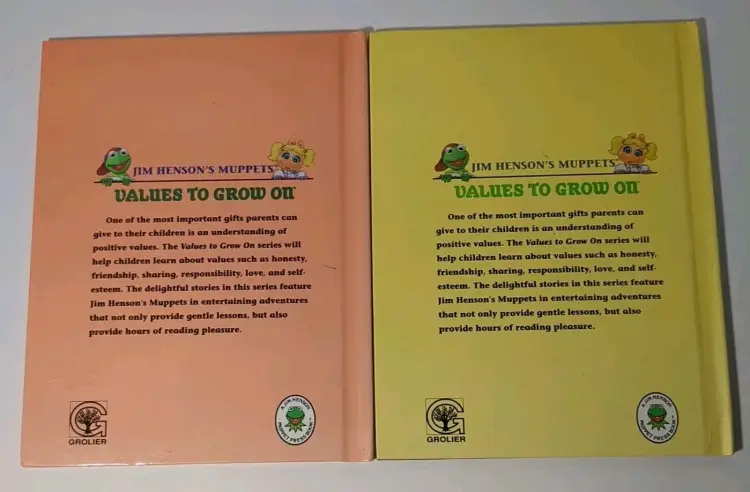 JIM HENSON'S MUPPETS
VALUES TO GROW ON
One of the most important gifts parents can
give to their children is an understanding of
positive values. The Values to Grow On series will
help children learn about values such as honesty,
friendship, sharing, responsibility, love, and self-
esteem. The delightful stories in this series feature
Jim Henson's Muppets in entertaining adventures
that not only provide gentle lessons, but also
provide hours of reading pleasure.
G
GROLIER
A JIM HENSON
MUPPET PRESS BOOK
JIM HENSON'S MUPPETS
VALUES TO GROW ON
One of the most important gifts parents can
give to their children is an understanding of
positive values. The Values to Grow On series will
help children learn about values such as honesty,
friendship, sharing, responsibility, love, and self-
esteem. The delightful stories in this series feature
Jim Henson's Muppets in entertaining adventures
that not only provide gentle lessons, but also
provide hours of reading pleasure.
G
GROLIER
A JIM HENSON
MUPPET PRESS BOOK